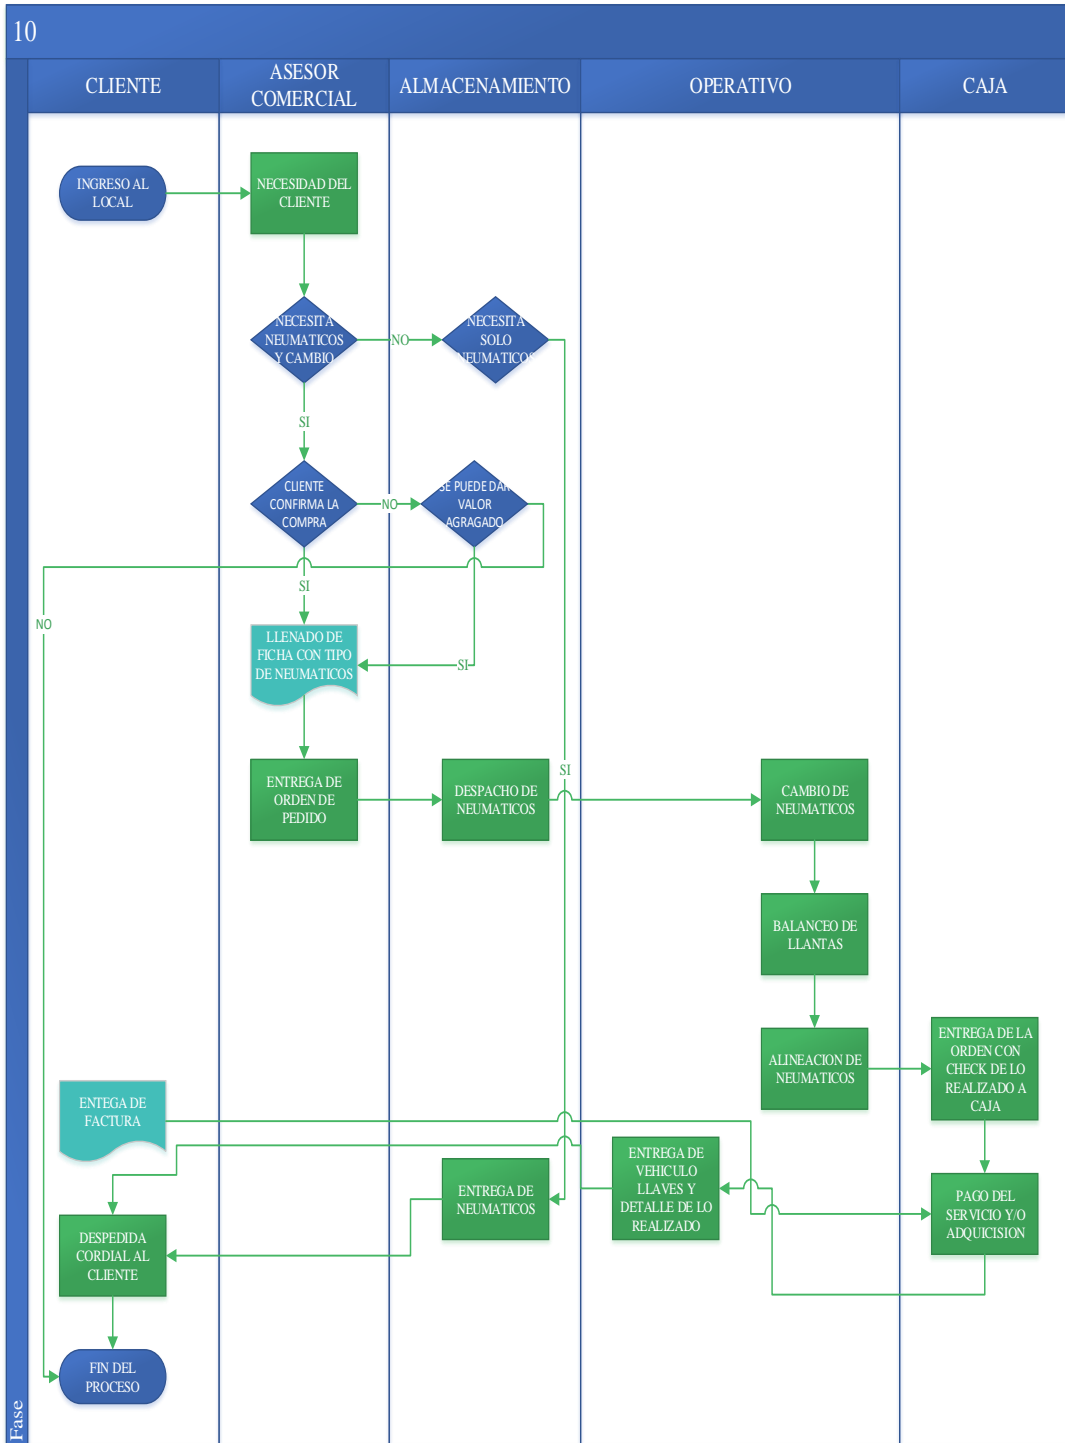 10
CLIENTE
ASESOR
COMERCIAL
ALMACENAMIENTO
OPERATIVO
CAJA
INGRESO AL
LOCAL
NECESIDAD DEL
CLIENTE
NECESITA
NEUMATICOS
Y CAMBIO
NO
NECESITA
SOLO
NEUMATICOS
SI
CLIENTE
CONFIRMA LA
COMPRA
NO
SE PUEDE DAR
VALOR
AGRAGADO
SI
NO
LLENADO DE
FICHA CON TIPO
DE NEUMATICOS
SI
ENTREGA DE
ORDEN DE
PEDIDO
DESPACHO DE
NEUMATICOS
SI
CAMBIO DE
NEUMATICOS
BALANCEO DE
LLANTAS
ALINEACION DE
NEUMATICOS
ENTREGA DE LA
ORDEN CON
CHECK DE LO
REALIZADO A
CAJA
ENTEGA DE
FACTURA
ENTREGA DE
VEHICULO
LLAVES Y
DETALLE DE LO
REALIZADO
ENTREGA DE
NEUMATICOS
PAGO DEL
SERVICIO Y/O
ADQUICISION
DESPEDIDA
CORDIAL AL
CLIENTE
FIN DEL
PROCESO
Fase